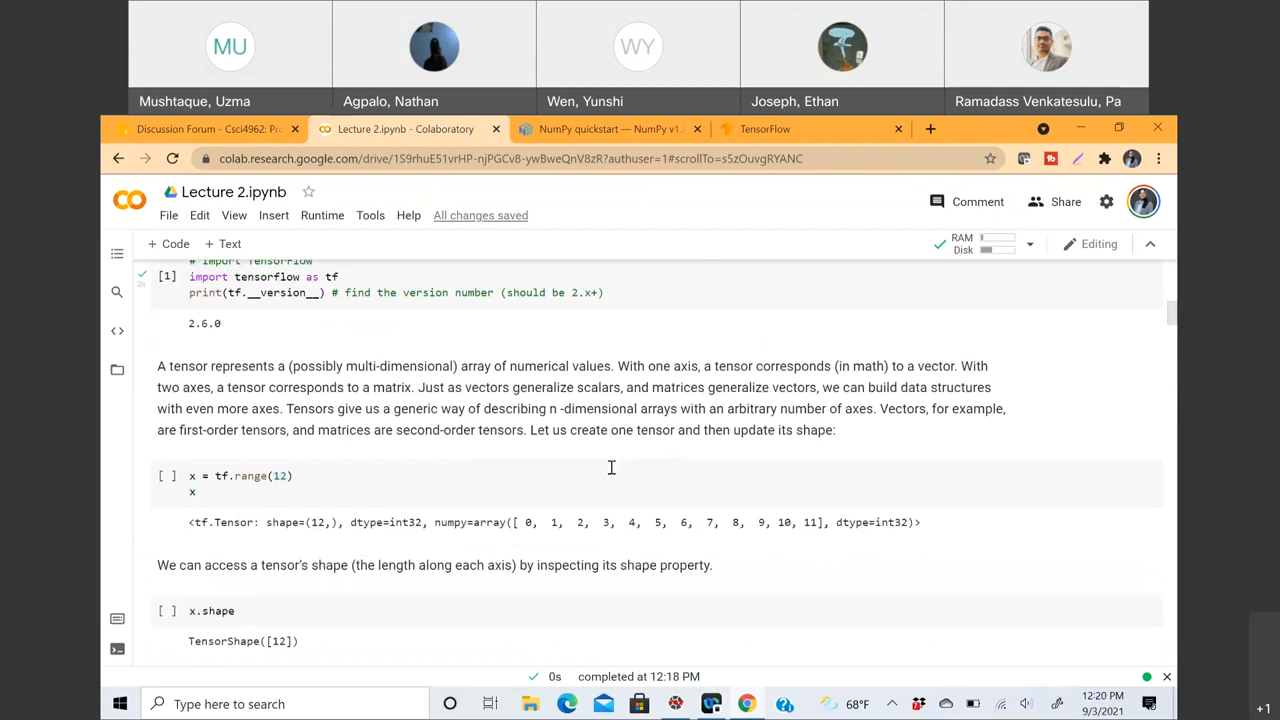 MU
WY
Mushtaque, Uzma
Agpalo, Nathan
Wen, Yunshi
Joseph, Ethan
Ramadass Venkatesulu, Pa
Discussion Forum - Csci4962: Pr
Lecture 2.ipynb - Colaboratory
NumPy quickstart — NumPy v1.
TensorFlow
colab.research.google.com/drive/1S9rhuE51vrHP-njPGCv8-ywBweQnV8zR?authuser=1#scrollTo=s5zOuvgRYANC
Lecture 2.ipynb
Comment
Share
File Edit View Insert Runtime Tools Help All changes saved
+ Code + Text
RAM
Disk
Editing
# import TensorFlow
[1] import tensorflow as tf
2s
print(tf.__version__) # find the version number (should be 2.x+)
2.6.0
A tensor represents a (possibly multi-dimensional) array of numerical values. With one axis, a tensor corresponds (in math) to a vector. With
two axes, a tensor corresponds to a matrix. Just as vectors generalize scalars, and matrices generalize vectors, we can build data structures
with even more axes. Tensors give us a generic way of describing n -dimensional arrays with an arbitrary number of axes. Vectors, for example,
are first-order tensors, and matrices are second-order tensors. Let us create one tensor and then update its shape:
[ ] x = tf.range(12)
x
<tf.Tensor: shape=(12,), dtype=int32, numpy=array([ 0, 1, 2, 3, 4, 5, 6, 7, 8, 9, 10, 11], dtype=int32)>
We can access a tensor’s shape (the length along each axis) by inspecting its shape property.
[ ] x.shape
TensorShape([12])
0s completed at 12:18 PM
Type here to search
68°F
12:20 PM
9/3/2021
+1